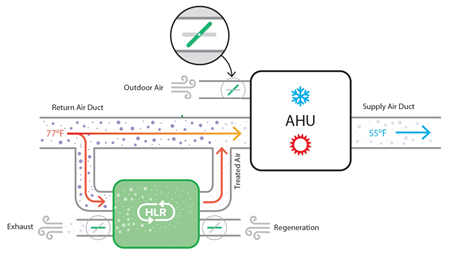 Outdoor Air
Return Air Duct
Supply Air Duct
77°F
AHU
55°F
Treated Air
HLR
Exhaust
Regeneration